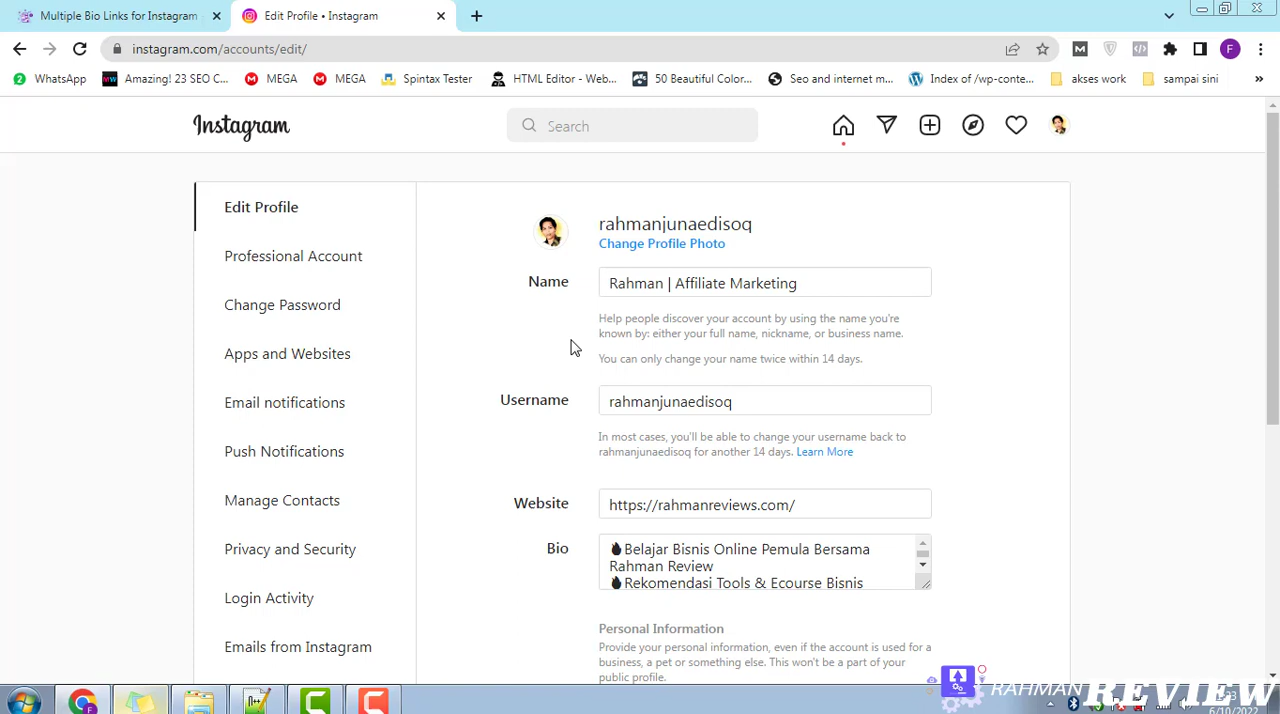 Multiple Bio Links for Instagram
Edit Profile • Instagram
instagram.com/accounts/edit/
F
WhatsApp
Amazing! 23 SEO C...
MEGA
MEGA
Spintax Tester
HTML Editor - Web...
50 Beautiful Color...
Set and internet m...
Index of /wp-conte...
akses work
sampai sini
»
Instagram
Search
Edit Profile
Professional Account
Change Password
Apps and Websites
Email notifications
Push Notifications
Manage Contacts
Privacy and Security
Login Activity
Emails from Instagram
rahmanjunaedisoq
Change Profile Photo
Name
Rahman | Affiliate Marketing
Help people discover your account by using the name you're
known by: either your full name, nickname, or business name.
You can only change your name twice within 14 days.
Username
rahmanjunaedisoq
In most cases, you'll be able to change your username back to
rahmanjunaedisoq for another 14 days. Learn More
Website
https://rahmanreviews.com/
Bio
Belajar Bisnis Online Pemula Bersama
Rahman Review
Rekomendasi Tools & Ecourse Bisnis
Personal Information
Provide your personal information, even if the account is used for a
business, a pet or something else. This won't be a part of your
public profile.
RAHMAN REVIEW
6/10/2022